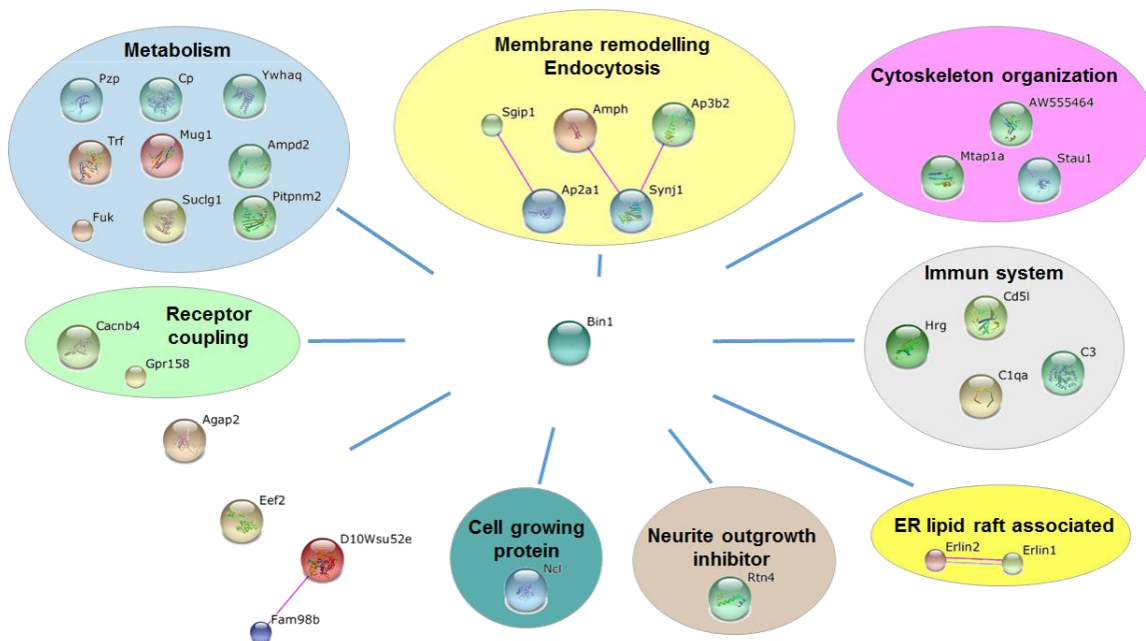 Metabolism
Pzp
Cp
Ywhaq
Trf
Mug1
Ampd2
Fuk
Suclg1
Pitpnm2
Membrane remodelling
Endocytosis
Sgip1
Amph
Ap3b2
Ap2a1
Synj1
Cytoskeleton organization
AW555464
Mtap1a
Stau1
Receptor
coupling
Cacnb4
Gpr158
Bin1
Immun system
Cd5l
Hrg
C3
C1qa
Agap2
Eef2
D10Wsu52e
Fam98b
Cell growing
protein
Ncl
Neurite outgrowth
inhibitor
Rtn4
ER lipid raft associated
Erlin2
Erlin1